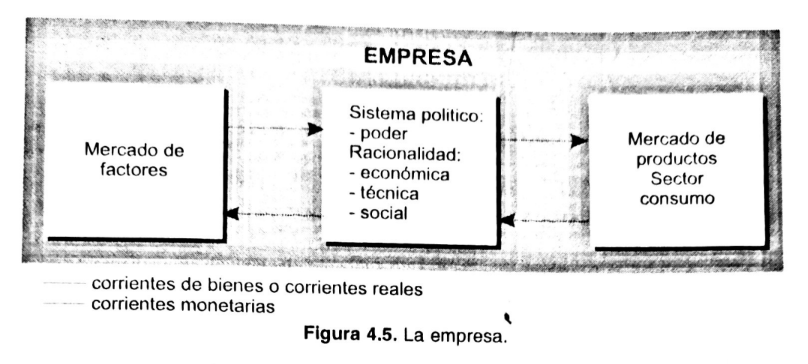 EMPRESA
Mercado de
factores
Sistema politico:
- poder
Racionalidad:
- económica
- técnica
- social
Mercado de
productos
Sector
consumo
corrientes de bienes o corrientes reales
corrientes monetarias
Figura 4.5. La empresa.